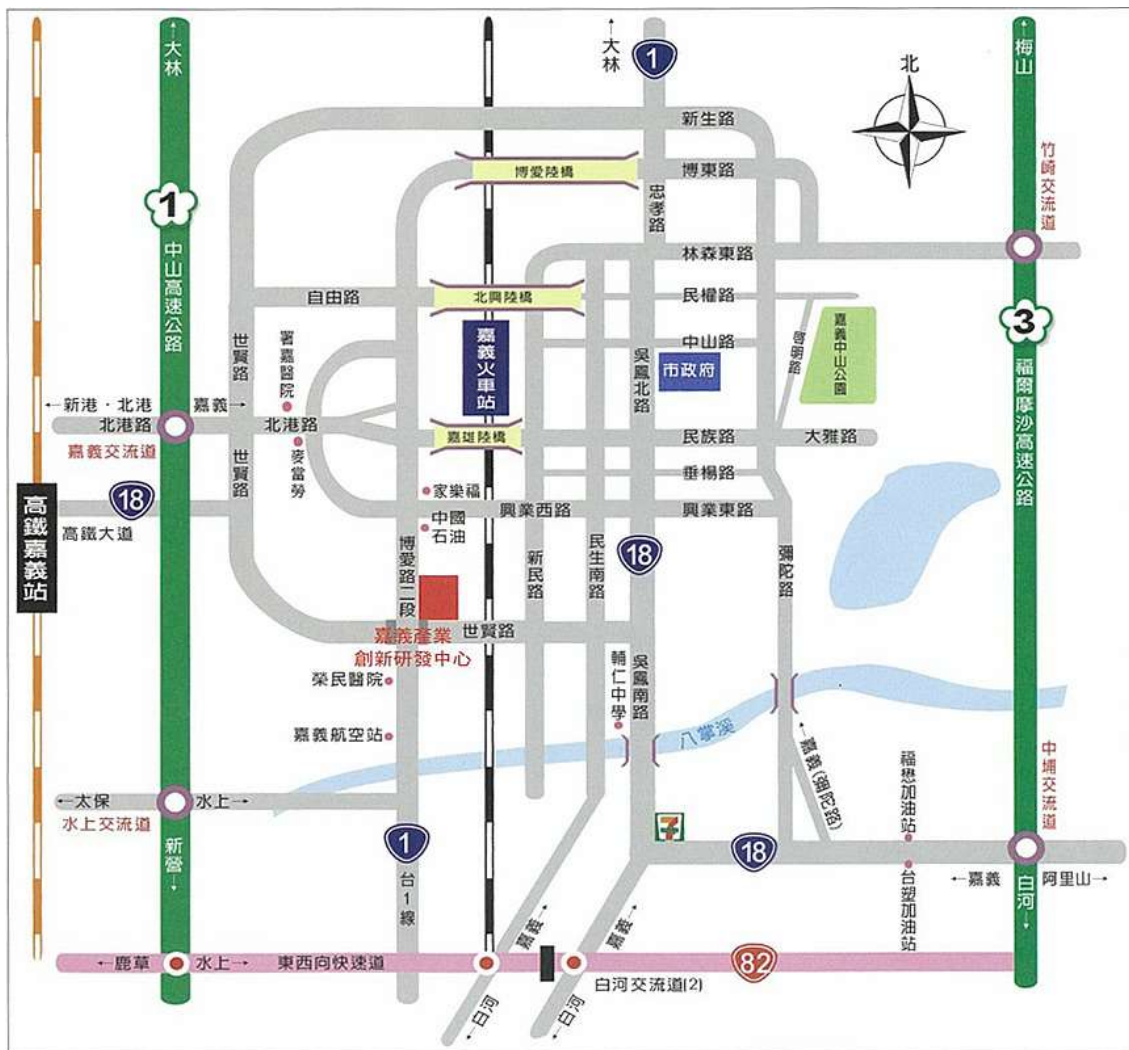 ←大林
←大林
1
←梅山
北
新生路
竹崎交流道
博愛陸橋
博東路
1
中山高速公路
忠孝路
林森東路
自由路
北興陸橋
民權路
3
福爾摩沙高速公路
世賢路
署嘉醫院
嘉義火車站
中山路
啓明路
嘉義中山公園
吳鳳北路
市政府
←新港・北港
嘉義→
北港路
北港路
嘉雄陸橋
民族路
大雅路
嘉義交流道
麥當勞
世賢路
垂楊路
高鐵嘉義站
18
高鐵大道
家樂福
中國
石油
興業西路
興業東路
博愛路二段
新民路
民生南路
18
彌陀路
嘉義產業
創新研發中心
世賢路
榮民醫院
輔仁中學
吳鳳南路
嘉義航空站
八掌溪
←嘉義(彌陀路)
福懋加油站
中埔交流道
←太保
水上→
水上交流道
新營→
1
台1線
7
18
台塑加油站
←嘉義
阿里山→
白河→
嘉義→
嘉義→
←鹿草
水上→
東西向快速道
82
白河交流道(2)
←白河
←白河